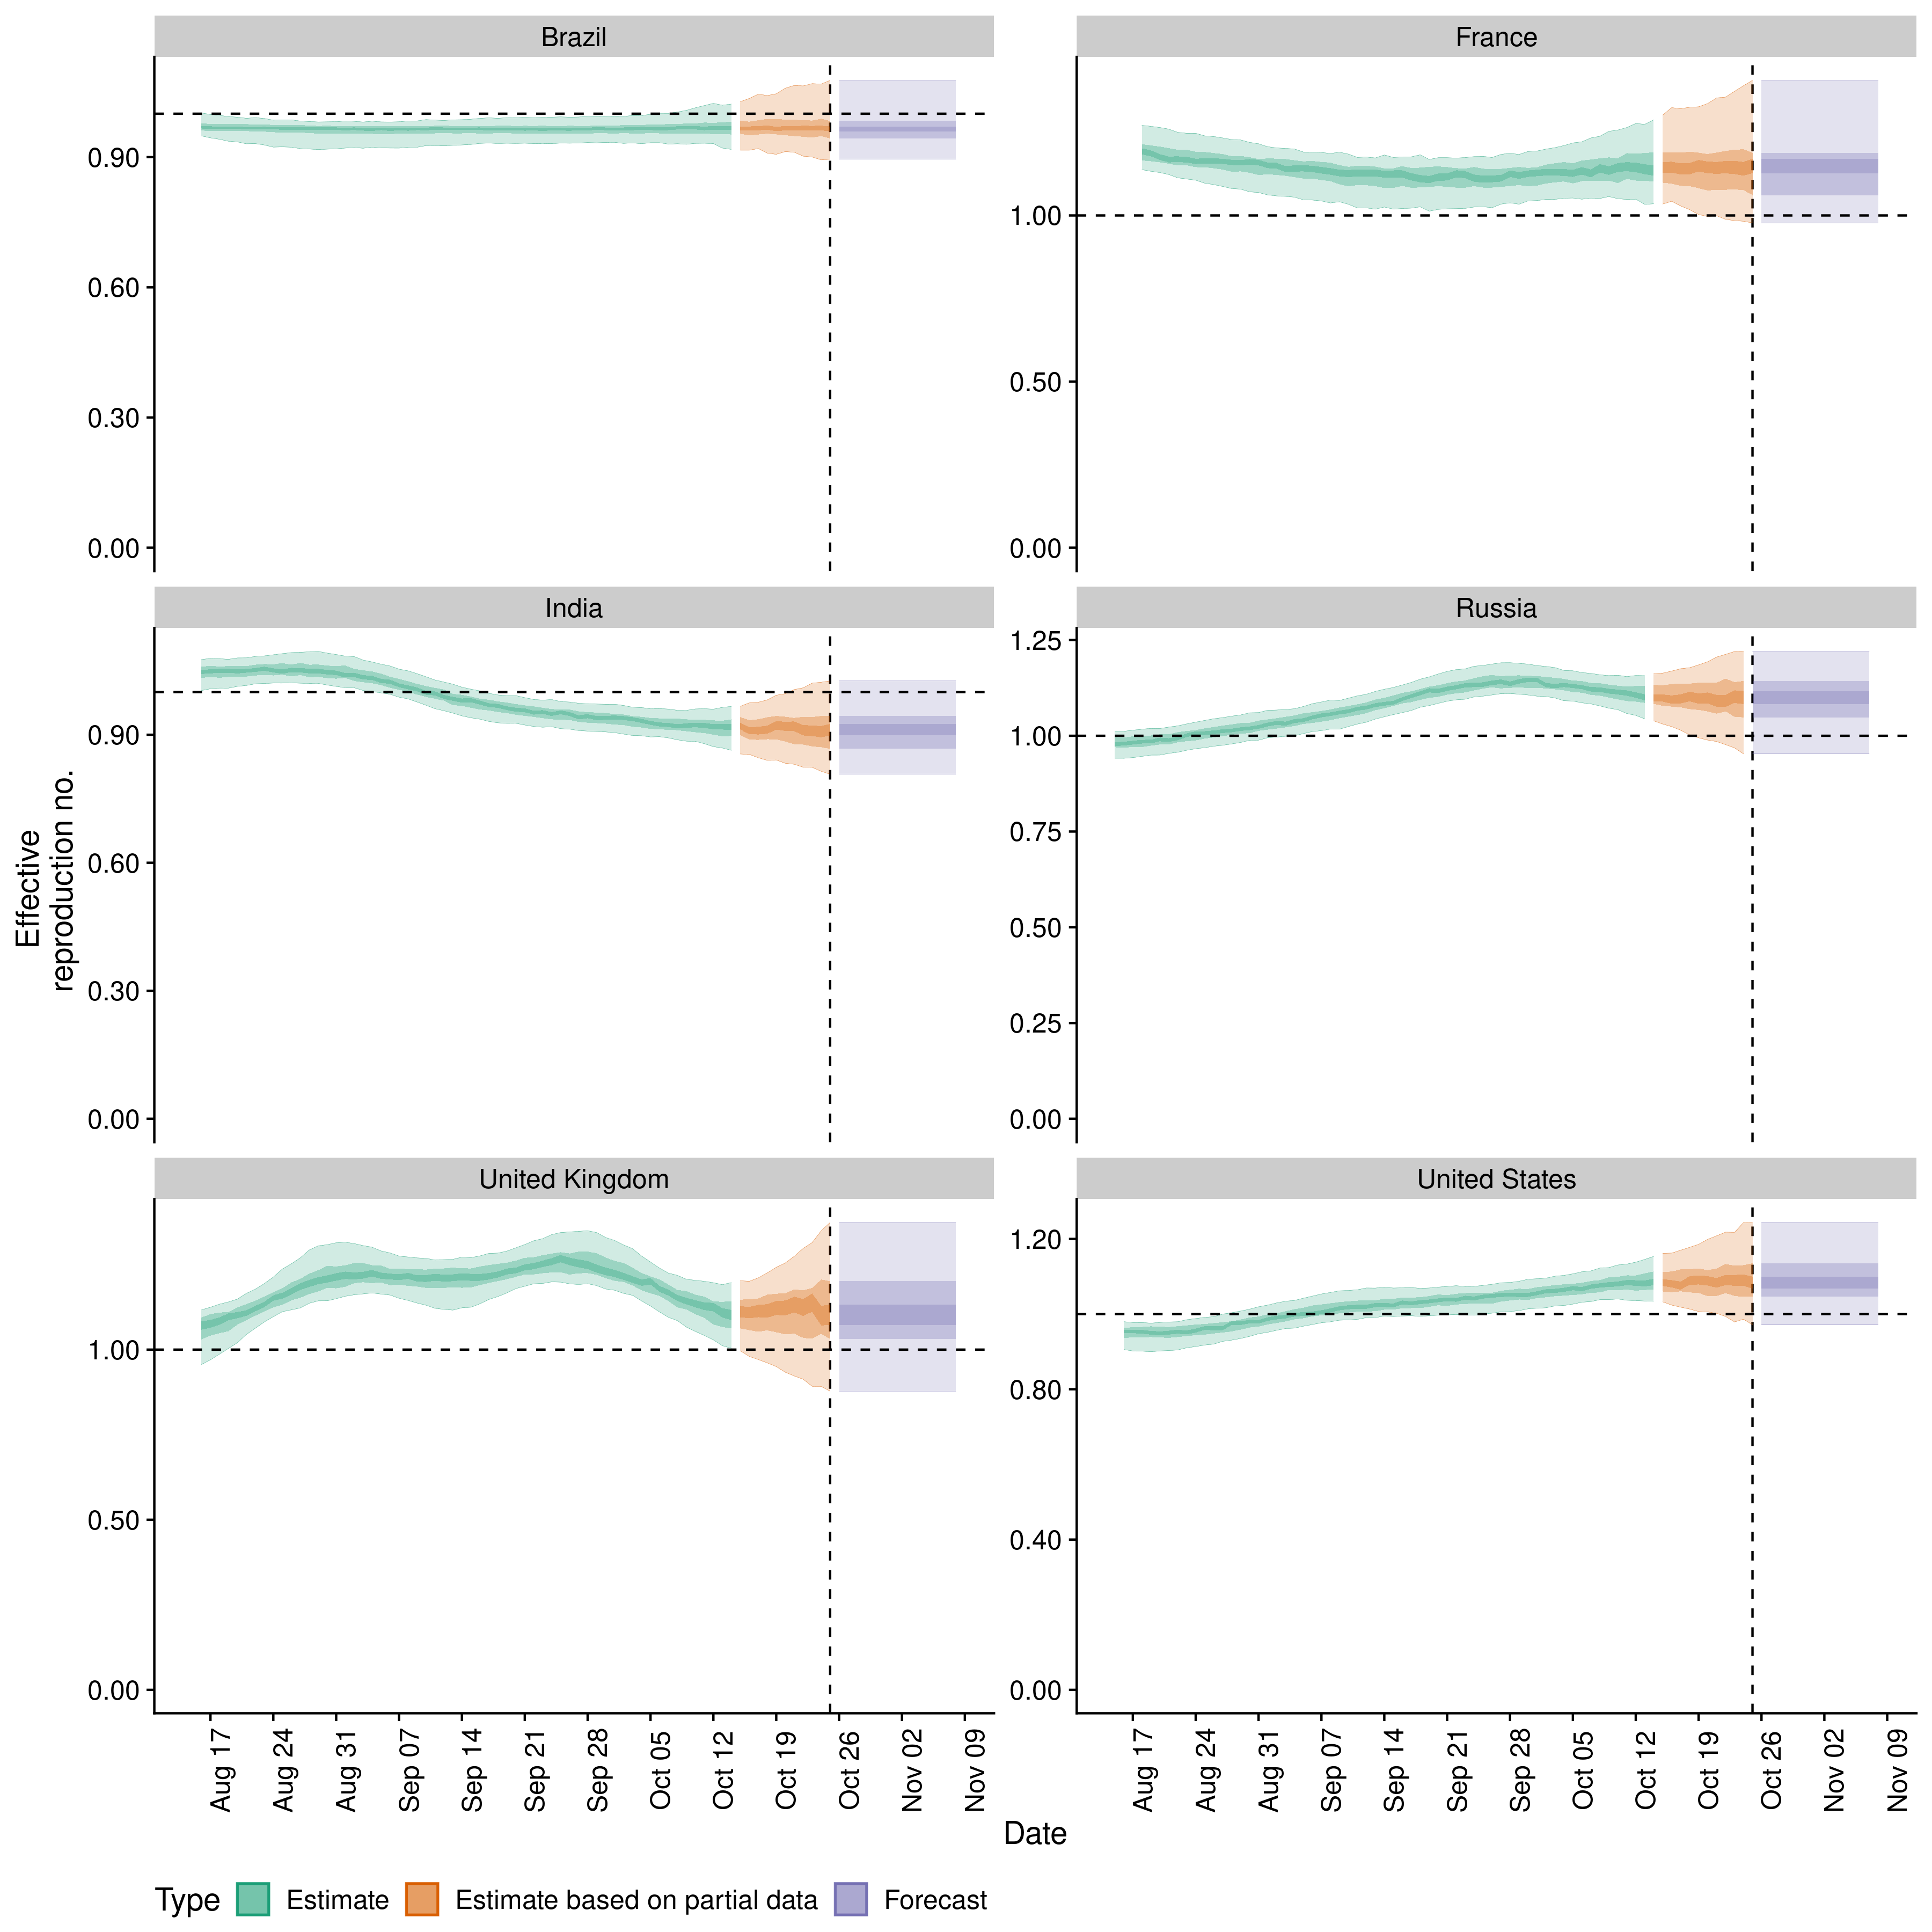 Brazil
France
0.90
0.60
0.30
0.00
1.00
0.50
0.00
India
Russia
0.90
0.60
0.30
0.00
1.25
1.00
0.75
0.50
0.25
0.00
Effective
reproduction no.
United Kingdom
United States
1.00
0.50
0.00
1.20
0.80
0.40
0.00
Aug 17
Aug 24
Aug 31
Sep 07
Sep 14
Sep 21
Sep 28
Oct 05
Oct 12
Oct 19
Oct 26
Nov 02
Nov 09
Aug 17
Aug 24
Aug 31
Sep 07
Sep 14
Sep 21
Sep 28
Oct 05
Oct 12
Oct 19
Oct 26
Nov 02
Nov 09
Date
Type Estimate Estimate based on partial data Forecast